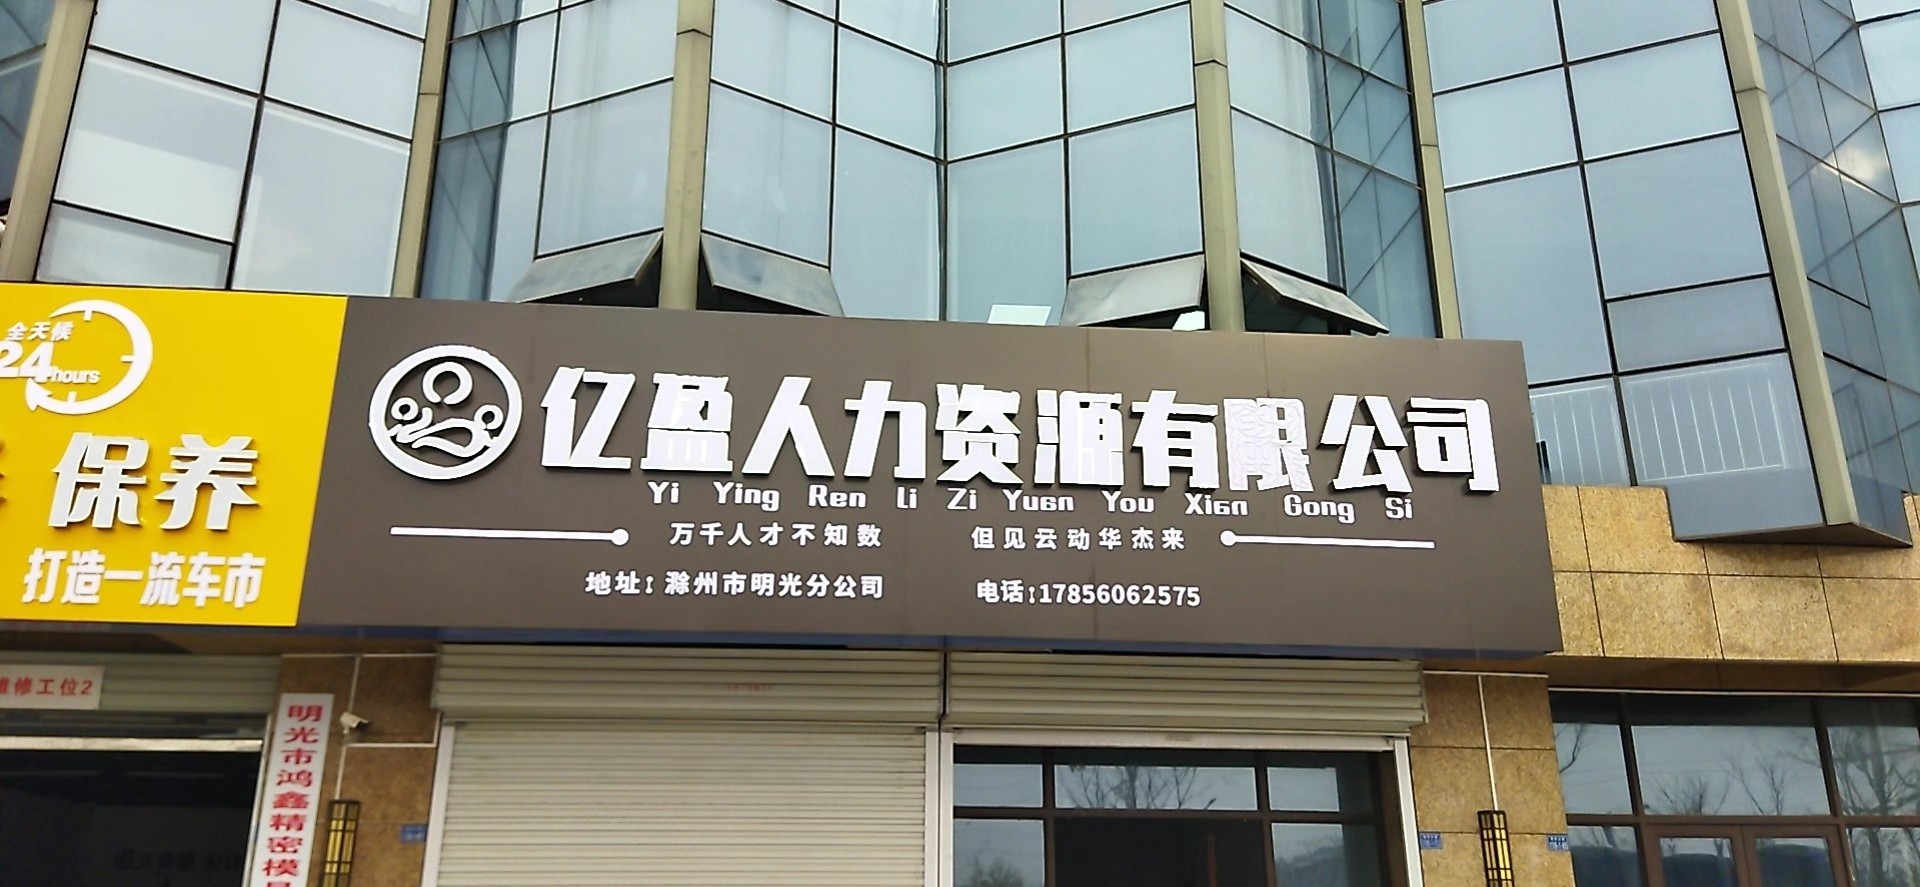 全天候
24hours
保养
打造一流车市
亿盈人力资源有限公司
Yi Ying Ren Li Zi Yuan You Xian Gong Si
万千人才不知数 但见云动华杰来
地址：滁州市明光分公司 电话：17856062575
维修工位2
明光市鸿鑫精密模具